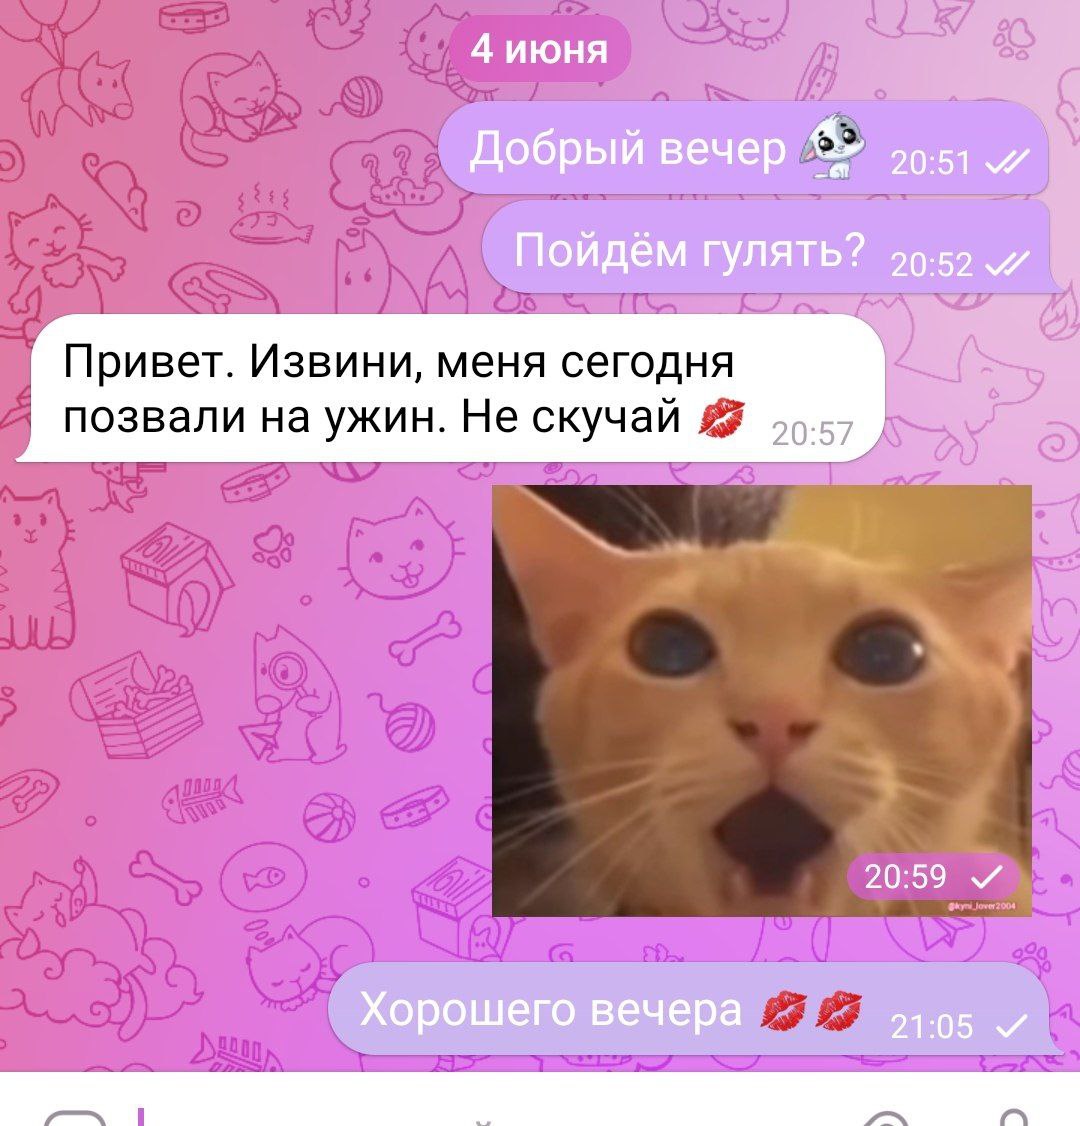 4 июня
Добрый вечер 20:51
Пойдём гулять? 20:52
Привет. Извини, меня сегодня
позвали на ужин. Не скучай 💋 20:57
20:59
@kyni_lover2004
Хорошего вечера 💋💋 21:05